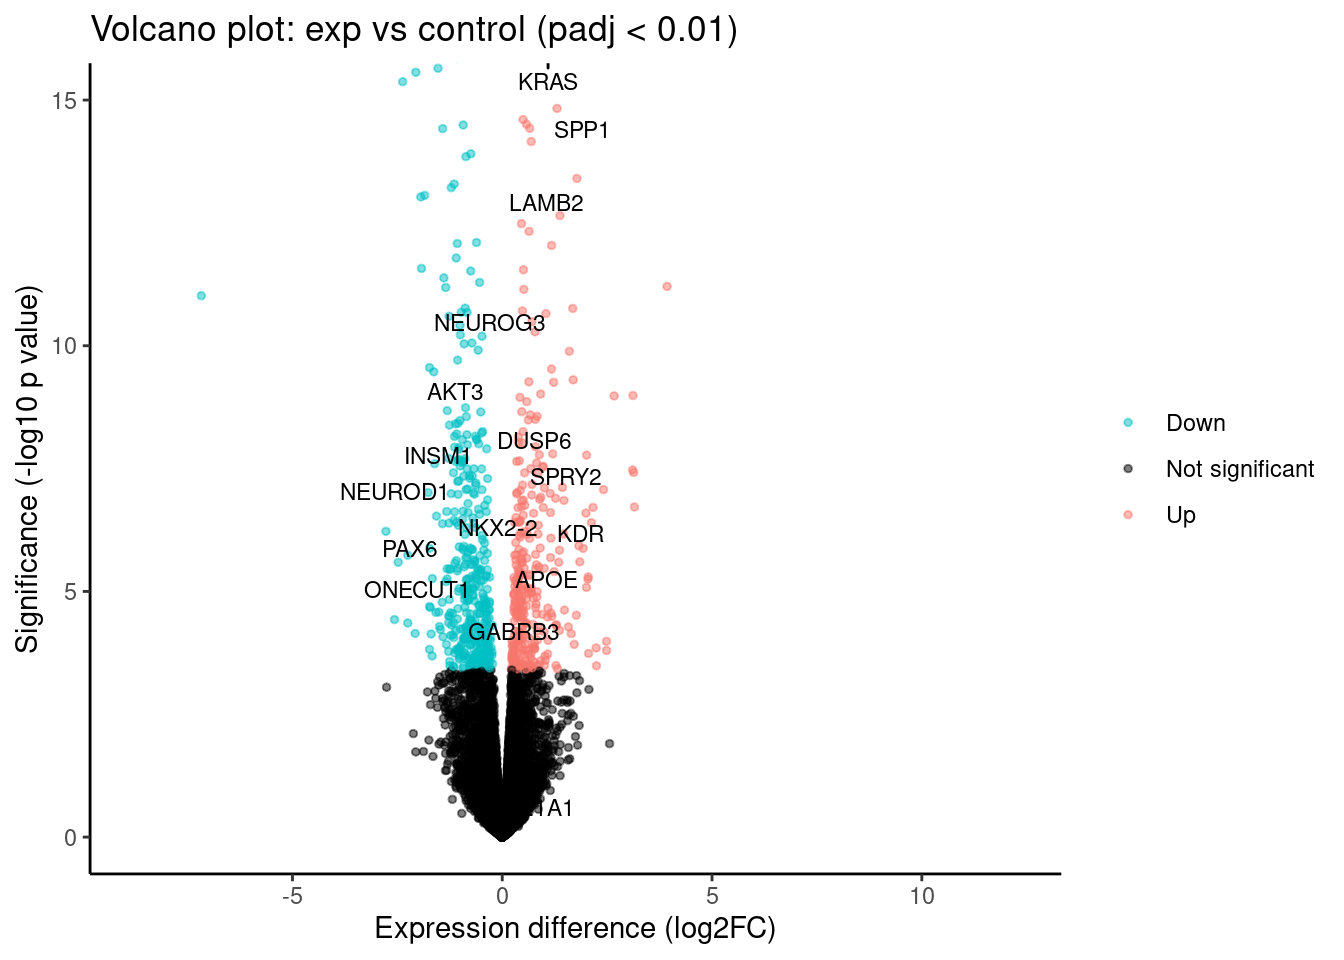 Volcano plot: exp vs control (padj < 0.01)
KRAS
15
SPP1
LAMB2
NEUROG3
10
AKT3
DUSP6
INSM1
SPRY2
NEUROD1
NKX2-2
KDR
PAX6
APOE
5
ONECUT1
GABRB3
0
-5 0 5 10
Expression difference (log2FC)
Significance (-log10 p value)
Down
Not significant
Up